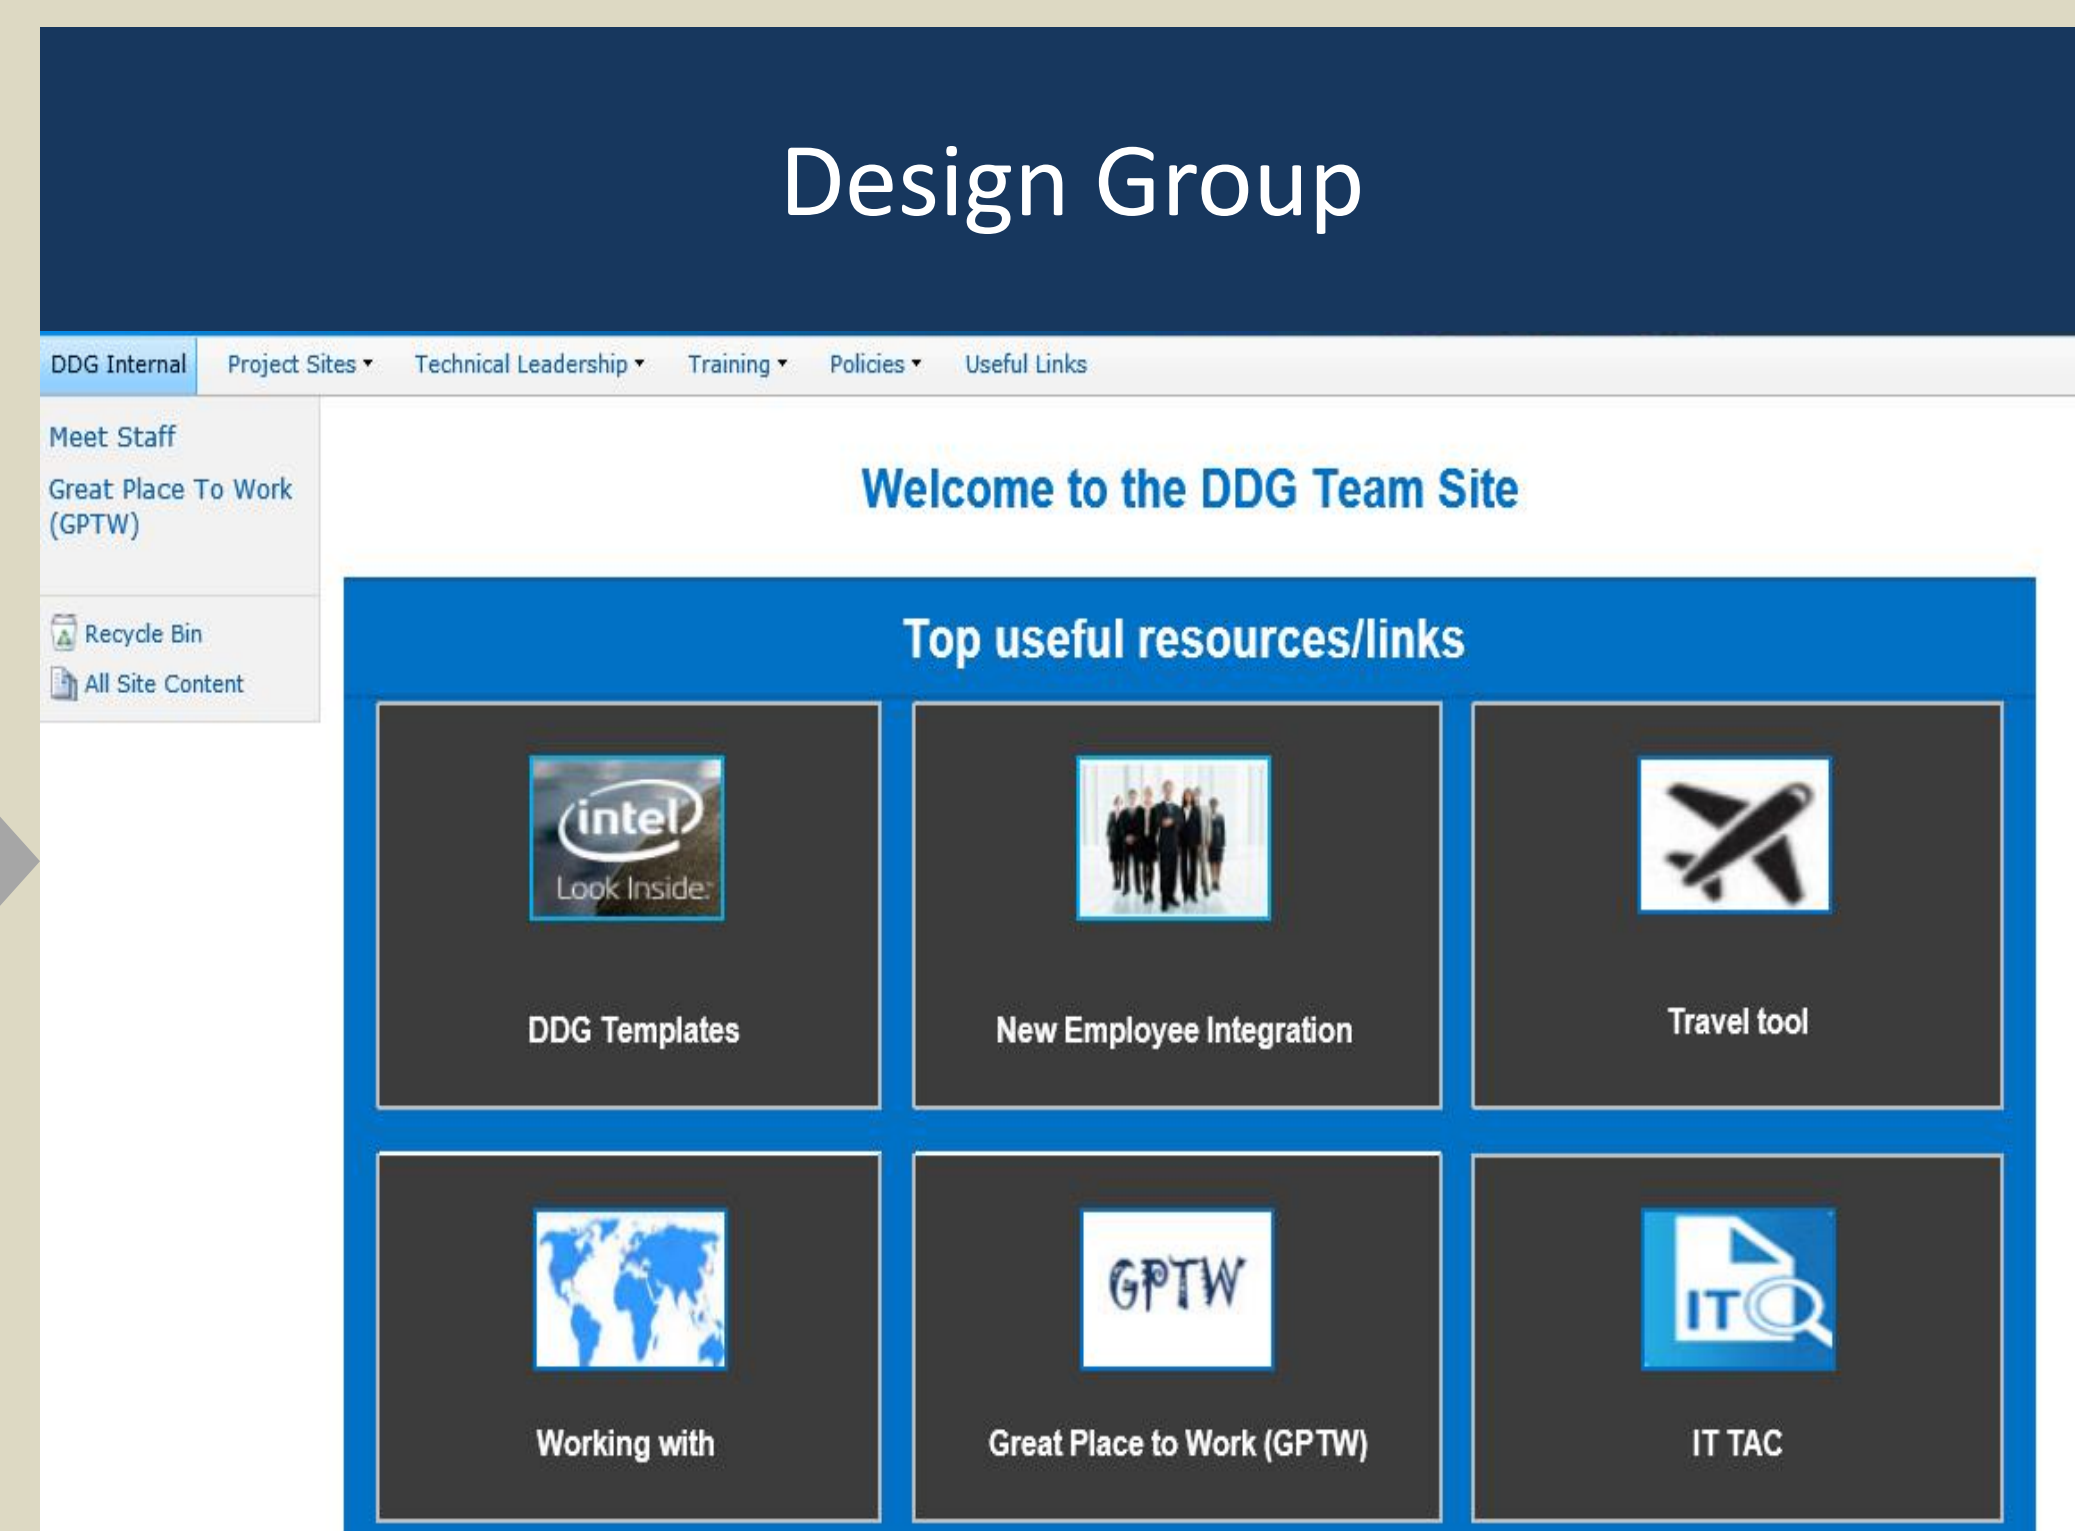 Design Group
DDG Internal Project Sites Technical Leadership Training Policies Useful Links
Meet Staff
Great Place To Work
(GPTW)
Recycle Bin
All Site Content
Welcome to the DDG Team Site
Top useful resources/links
intel
Look Inside.™
DDG Templates
New Employee Integration
Travel tool
Working with
GPTW
Great Place to Work (GPTW)
IT
IT TAC